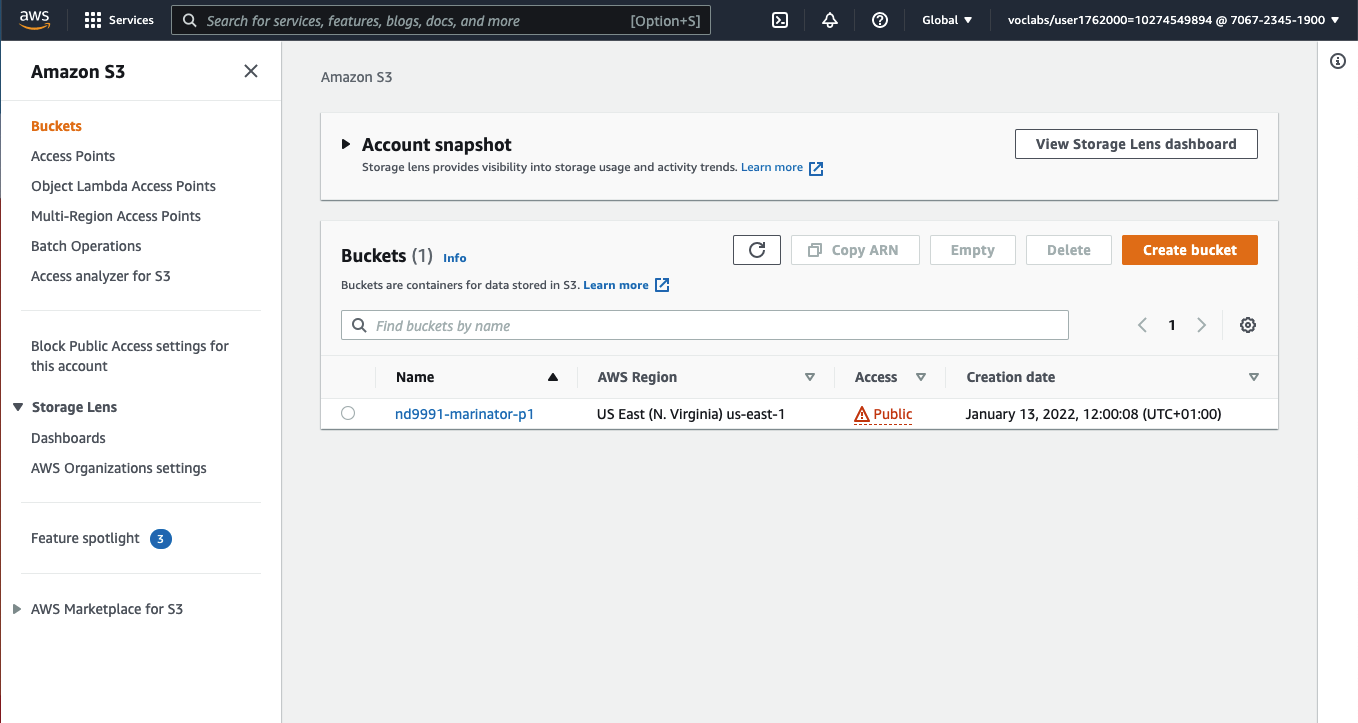 aws
Services
Search for services, features, blogs, docs, and more [Option+S]
Global
voclabs/user1762000=10274549894 @ 7067-2345-1900
Amazon S3
Buckets
Access Points
Object Lambda Access Points
Multi-Region Access Points
Batch Operations
Access analyzer for S3
Block Public Access settings for
this account
Storage Lens
Dashboards
AWS Organizations settings
Feature spotlight 3
AWS Marketplace for S3
Amazon S3
Account snapshot
Storage lens provides visibility into storage usage and activity trends. Learn more
View Storage Lens dashboard
Buckets (1) Info
Copy ARN
Empty
Delete
Create bucket
Buckets are containers for data stored in S3. Learn more
Find buckets by name
1
Name AWS Region Access Creation date
nd9991-marinator-p1 US East (N. Virginia) us-east-1 Public January 13, 2022, 12:00:08 (UTC+01:00)